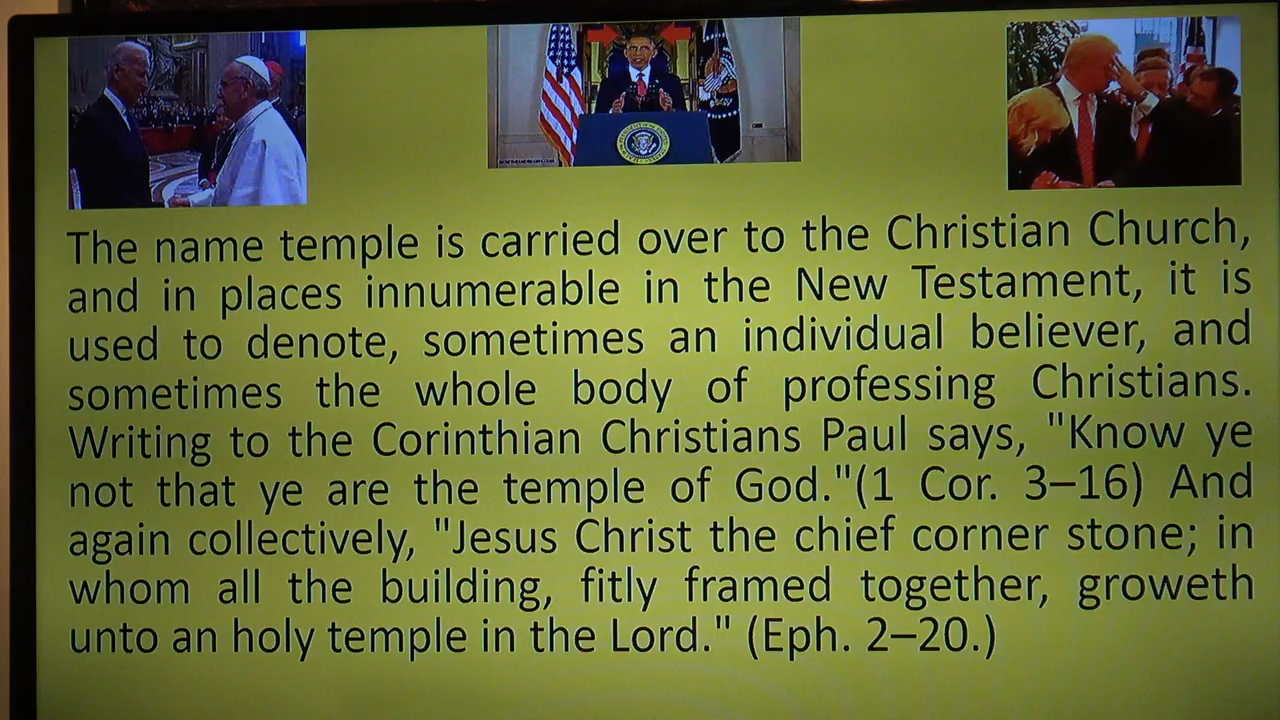 The name temple is carried over to the Christian Church,
and in places innumerable in the New Testament, it is
used to denote, sometimes an individual believer, and
sometimes the whole body of professing Christians.
Writing to the Corinthian Christians Paul says, "Know ye
not that ye are the temple of God."(1 Cor. 3–16) And
again collectively, "Jesus Christ the chief corner stone; in
whom all the building, fitly framed together, groweth
unto an holy temple in the Lord." (Eph. 2–20.)